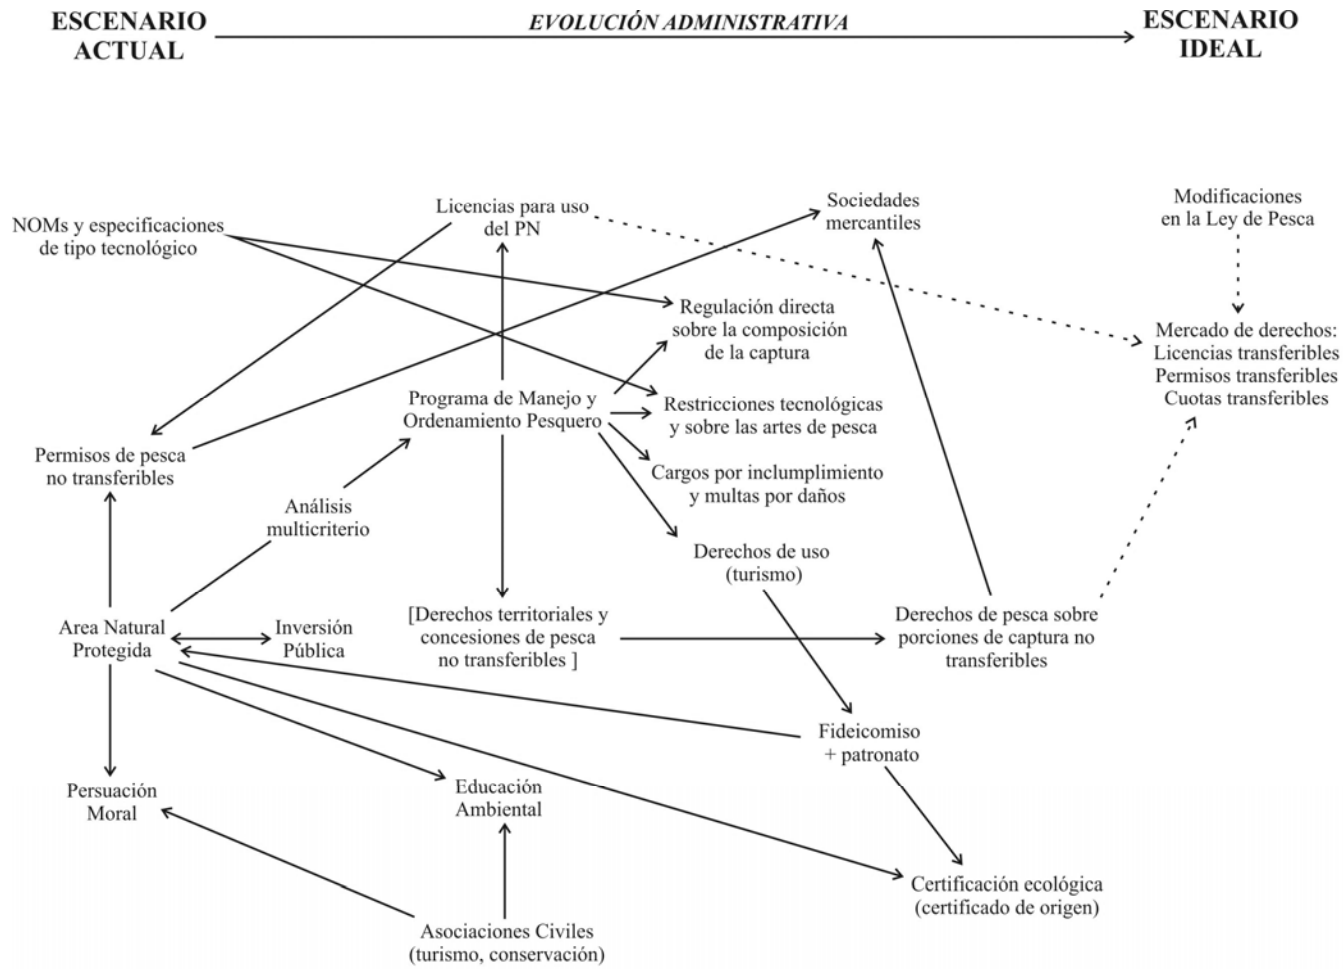 ESCENARIO
ACTUAL
EVOLUCIÓN ADMINISTRATIVA
ESCENARIO
IDEAL
NOMs y especificaciones
de tipo tecnológico
Licencias para uso
del PN
Sociedades
mercantiles
Modificaciones
en la Ley de Pesca
Regulación directa
sobre la composición
de la captura
Mercado de derechos:
Licencias transferibles
Permisos transferibles
Cuotas transferibles
Programa de Manejo y
Ordenamiento Pesquero
Restricciones tecnológicas
y sobre las artes de pesca
Permisos de pesca
no transferibles
Cargos por inclumplimiento
y multas por daños
Análisis
multicriterio
Derechos de uso
(turismo)
Area Natural
Protegida
Inversión
Pública
[Derechos territoriales y
concesiones de pesca
no transferibles ]
Derechos de pesca sobre
porciones de captura no
transferibles
Fideicomiso
+ patronato
Persuación
Moral
Educación
Ambiental
Certificación ecológica
(certificado de origen)
Asociaciones Civiles
(turismo, conservación)